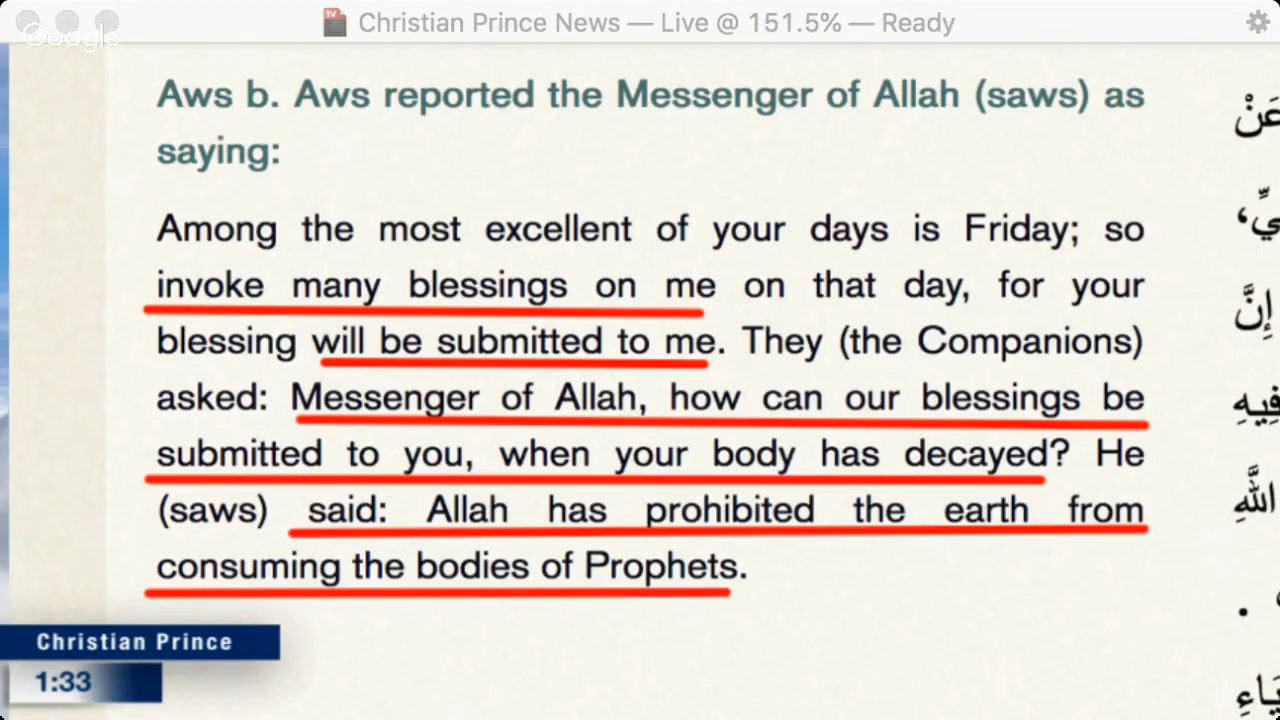 Christian Prince News — Live @ 151.5% — Ready
Google
TV
Aws b. Aws reported the Messenger of Allah (saws) as
saying:
Among the most excellent of your days is Friday; so
invoke many blessings on me on that day, for your
blessing will be submitted to me. They (the Companions)
asked: Messenger of Allah, how can our blessings be
submitted to you, when your body has decayed? He
(saws) said: Allah has prohibited the earth from
consuming the bodies of Prophets.
عَنْ
إِنَّ
فِيهِ
اللَّهِ
Christian Prince
1:33